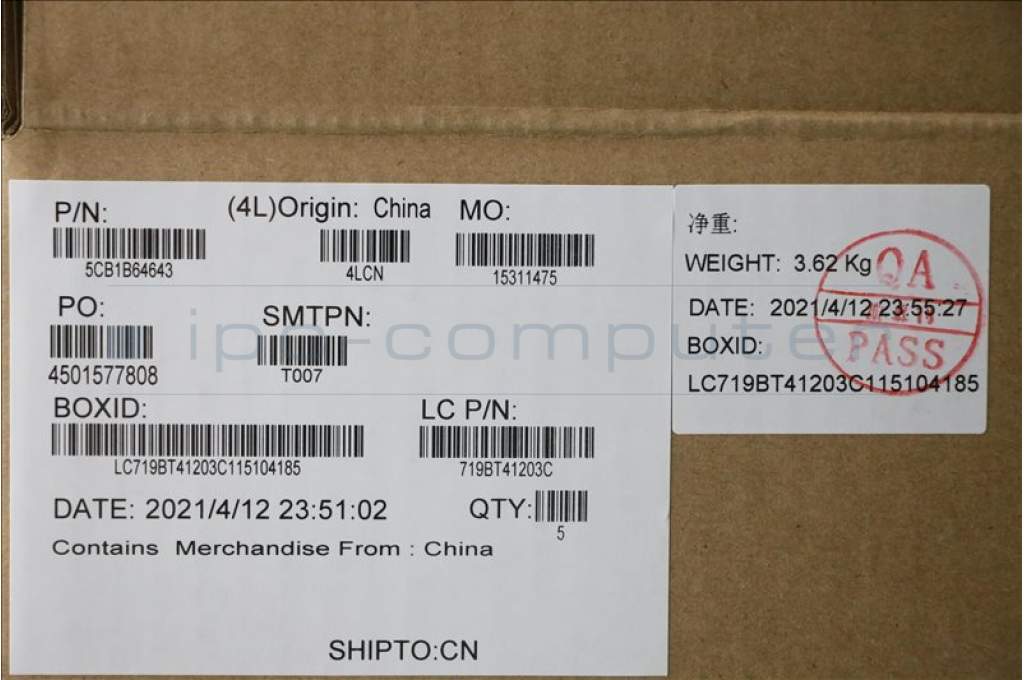 P/N:
5CB1B64643
(4L)Origin: China
4LCN
MO:
15311475
PO:
4501577808
SMTPN:
T007
BOXID:
LC719BT41203C115104185
LC P/N:
719BT41203C
DATE: 2021/4/12 23:51:02
QTY:
5
Contains Merchandise From : China
SHIPTO:CN
净重:
WEIGHT: 3.62 Kg
DATE: 2021/4/12 23:55:27
BOXID:
LC719BT41203C115104185
QA
PASS
ipc-computer